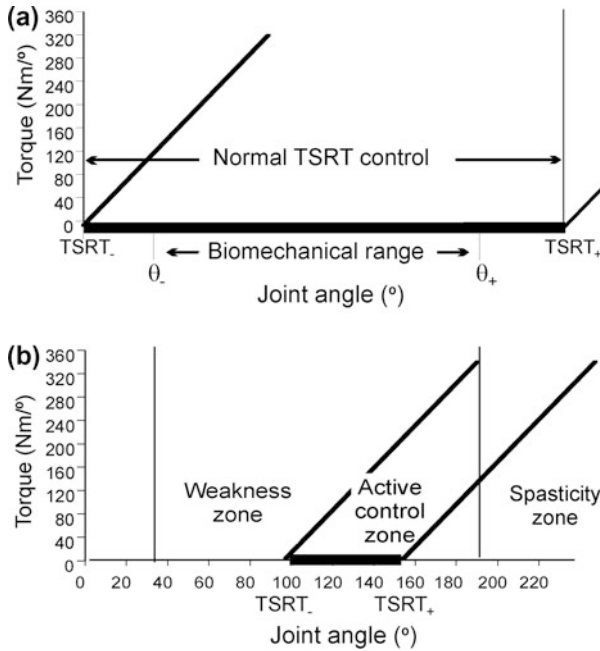 (a)
Torque (Nm/º)
360
320
280
240
200
160
120
80
40
0
Normal TSRT control
TSRT₋
Biomechanical range
TSRT₊
θ₋
θ₊
Joint angle (º)
(b)
Torque (Nm/º)
360
320
280
240
200
160
120
80
40
0
Weakness zone
Active control zone
Spasticity zone
0 20 40 60 80 100 120 140 160 180 200 220
TSRT₋ TSRT₊
Joint angle (º)